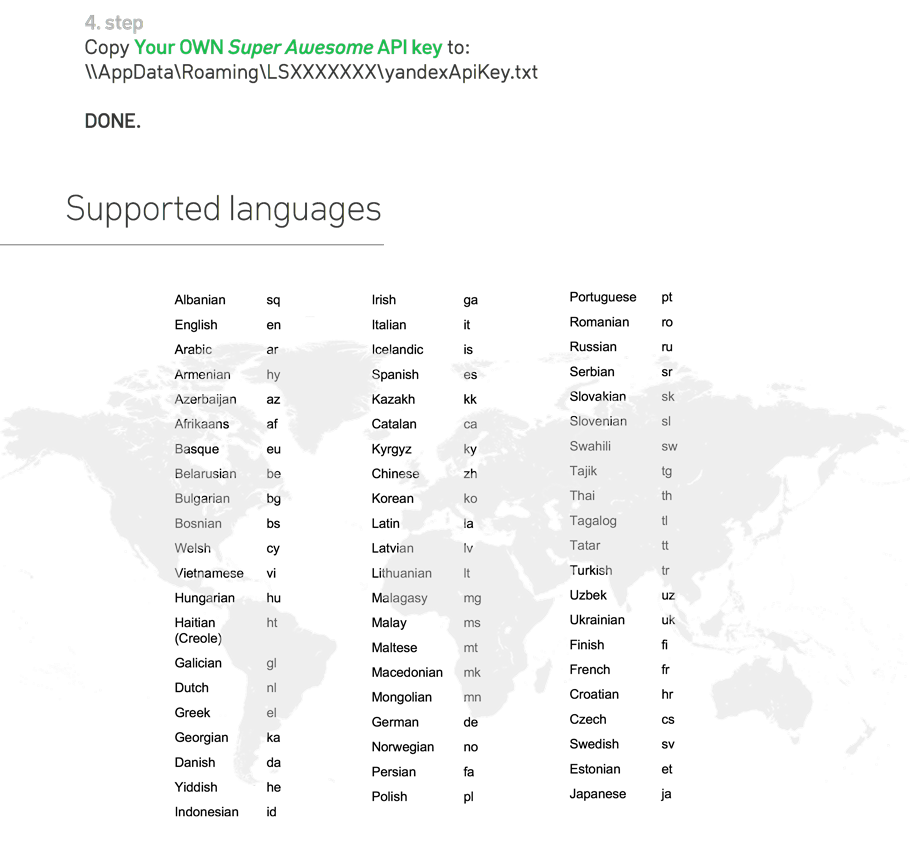 4. step
Copy Your OWN Super Awesome API key to:
\\AppData\Roaming\LSXXXXXXX\yandexApiKey.txt
DONE.
Supported languages
Albanian sq
English en
Arabic ar
Armenian hy
Azerbaijan az
Afrikaans af
Basque eu
Belarusian be
Bulgarian bg
Bosnian bs
Welsh cy
Vietnamese vi
Hungarian hu
Haitian ht
(Creole)
Galician gl
Dutch nl
Greek el
Georgian ka
Danish da
Yiddish he
Indonesian id
Irish ga
Italian it
Icelandic is
Spanish es
Kazakh kk
Catalan ca
Kyrgyz ky
Chinese zh
Korean ko
Latin la
Latvian lv
Lithuanian lt
Malagasy mg
Malay ms
Maltese mt
Macedonian mk
Mongolian mn
German de
Norwegian no
Persian fa
Polish pl
Portuguese pt
Romanian ro
Russian ru
Serbian sr
Slovakian sk
Slovenian sl
Swahili sw
Tajik tg
Thai th
Tagalog tl
Tatar tt
Turkish tr
Uzbek uz
Ukrainian uk
Finish fi
French fr
Croatian hr
Czech cs
Swedish sv
Estonian et
Japanese ja